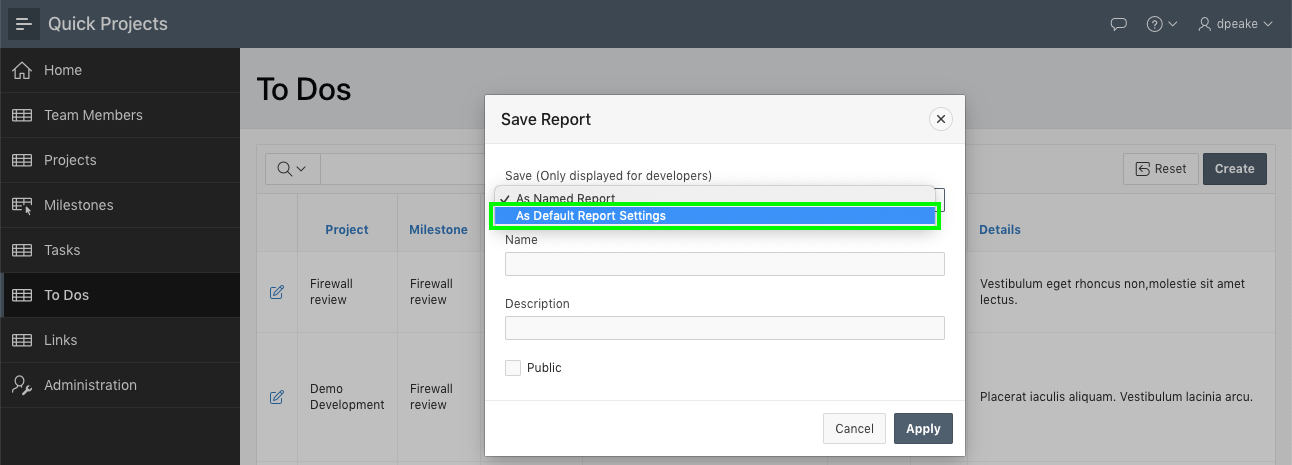 Quick Projects
dpeake
Home
Team Members
Projects
Milestones
Tasks
To Dos
Links
Administration
To Dos
Reset
Create
Project
Milestone
Details
Firewall
review
Firewall
review
Vestibulum eget rhoncus non,molestie sit amet
lectus.
Demo
Development
Firewall
review
Placerat iaculis aliquam. Vestibulum lacinia arcu.
Save Report
Save (Only displayed for developers)
As Named Report
As Default Report Settings
Name
Description
Public
Cancel
Apply